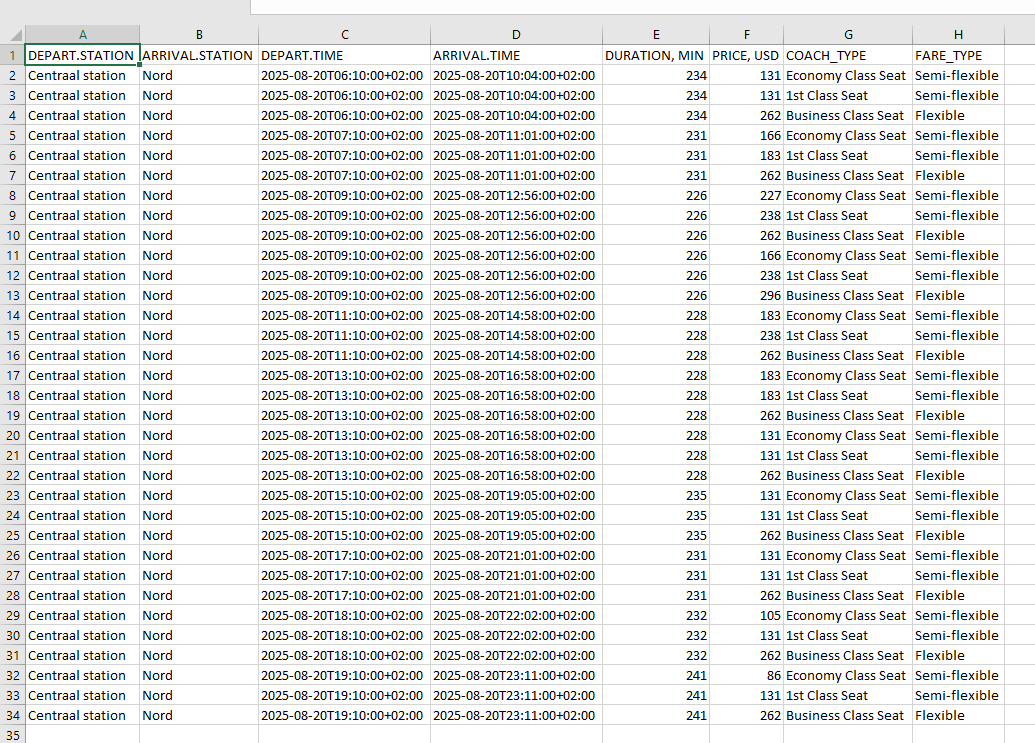 A B C D E F G H
1 DEPART.STATION ARRIVAL.STATION DEPART.TIME ARRIVAL.TIME DURATION, MIN PRICE, USD COACH_TYPE FARE_TYPE
2 Centraal station Nord 2025-08-20T06:10:00+02:00 2025-08-20T10:04:00+02:00 234 131 Economy Class Seat Semi-flexible
3 Centraal station Nord 2025-08-20T06:10:00+02:00 2025-08-20T10:04:00+02:00 234 131 1st Class Seat Semi-flexible
4 Centraal station Nord 2025-08-20T06:10:00+02:00 2025-08-20T10:04:00+02:00 234 262 Business Class Seat Flexible
5 Centraal station Nord 2025-08-20T07:10:00+02:00 2025-08-20T11:01:00+02:00 231 166 Economy Class Seat Semi-flexible
6 Centraal station Nord 2025-08-20T07:10:00+02:00 2025-08-20T11:01:00+02:00 231 183 1st Class Seat Semi-flexible
7 Centraal station Nord 2025-08-20T07:10:00+02:00 2025-08-20T11:01:00+02:00 231 262 Business Class Seat Flexible
8 Centraal station Nord 2025-08-20T09:10:00+02:00 2025-08-20T12:56:00+02:00 226 227 Economy Class Seat Semi-flexible
9 Centraal station Nord 2025-08-20T09:10:00+02:00 2025-08-20T12:56:00+02:00 226 238 1st Class Seat Semi-flexible
10 Centraal station Nord 2025-08-20T09:10:00+02:00 2025-08-20T12:56:00+02:00 226 262 Business Class Seat Flexible
11 Centraal station Nord 2025-08-20T09:10:00+02:00 2025-08-20T12:56:00+02:00 226 166 Economy Class Seat Semi-flexible
12 Centraal station Nord 2025-08-20T09:10:00+02:00 2025-08-20T12:56:00+02:00 226 238 1st Class Seat Semi-flexible
13 Centraal station Nord 2025-08-20T09:10:00+02:00 2025-08-20T12:56:00+02:00 226 296 Business Class Seat Flexible
14 Centraal station Nord 2025-08-20T11:10:00+02:00 2025-08-20T14:58:00+02:00 228 183 Economy Class Seat Semi-flexible
15 Centraal station Nord 2025-08-20T11:10:00+02:00 2025-08-20T14:58:00+02:00 228 238 1st Class Seat Semi-flexible
16 Centraal station Nord 2025-08-20T11:10:00+02:00 2025-08-20T14:58:00+02:00 228 262 Business Class Seat Flexible
17 Centraal station Nord 2025-08-20T13:10:00+02:00 2025-08-20T16:58:00+02:00 228 183 Economy Class Seat Semi-flexible
18 Centraal station Nord 2025-08-20T13:10:00+02:00 2025-08-20T16:58:00+02:00 228 183 1st Class Seat Semi-flexible
19 Centraal station Nord 2025-08-20T13:10:00+02:00 2025-08-20T16:58:00+02:00 228 262 Business Class Seat Flexible
20 Centraal station Nord 2025-08-20T13:10:00+02:00 2025-08-20T16:58:00+02:00 228 131 Economy Class Seat Semi-flexible
21 Centraal station Nord 2025-08-20T13:10:00+02:00 2025-08-20T16:58:00+02:00 228 131 1st Class Seat Semi-flexible
22 Centraal station Nord 2025-08-20T13:10:00+02:00 2025-08-20T16:58:00+02:00 228 262 Business Class Seat Flexible
23 Centraal station Nord 2025-08-20T15:10:00+02:00 2025-08-20T19:05:00+02:00 235 131 Economy Class Seat Semi-flexible
24 Centraal station Nord 2025-08-20T15:10:00+02:00 2025-08-20T19:05:00+02:00 235 131 1st Class Seat Semi-flexible
25 Centraal station Nord 2025-08-20T15:10:00+02:00 2025-08-20T19:05:00+02:00 235 262 Business Class Seat Flexible
26 Centraal station Nord 2025-08-20T17:10:00+02:00 2025-08-20T21:01:00+02:00 231 131 Economy Class Seat Semi-flexible
27 Centraal station Nord 2025-08-20T17:10:00+02:00 2025-08-20T21:01:00+02:00 231 131 1st Class Seat Semi-flexible
28 Centraal station Nord 2025-08-20T17:10:00+02:00 2025-08-20T21:01:00+02:00 231 262 Business Class Seat Flexible
29 Centraal station Nord 2025-08-20T18:10:00+02:00 2025-08-20T22:02:00+02:00 232 105 Economy Class Seat Semi-flexible
30 Centraal station Nord 2025-08-20T18:10:00+02:00 2025-08-20T22:02:00+02:00 232 131 1st Class Seat Semi-flexible
31 Centraal station Nord 2025-08-20T18:10:00+02:00 2025-08-20T22:02:00+02:00 232 262 Business Class Seat Flexible
32 Centraal station Nord 2025-08-20T19:10:00+02:00 2025-08-20T23:11:00+02:00 241 86 Economy Class Seat Semi-flexible
33 Centraal station Nord 2025-08-20T19:10:00+02:00 2025-08-20T23:11:00+02:00 241 131 1st Class Seat Semi-flexible
34 Centraal station Nord 2025-08-20T19:10:00+02:00 2025-08-20T23:11:00+02:00 241 262 Business Class Seat Flexible
35